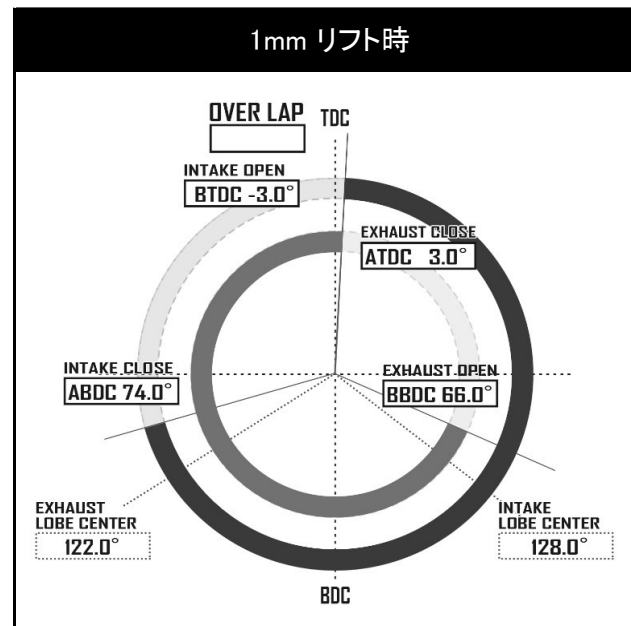 1mm リフト時
OVER LAP
TDC
INTAKE OPEN
BTDC -3.0°
EXHAUST CLOSE
ATDC 3.0°
INTAKE CLOSE
ABDC 74.0°
EXHAUST OPEN
BBDC 66.0°
EXHAUST
LOBE CENTER
122.0°
INTAKE
LOBE CENTER
128.0°
BDC